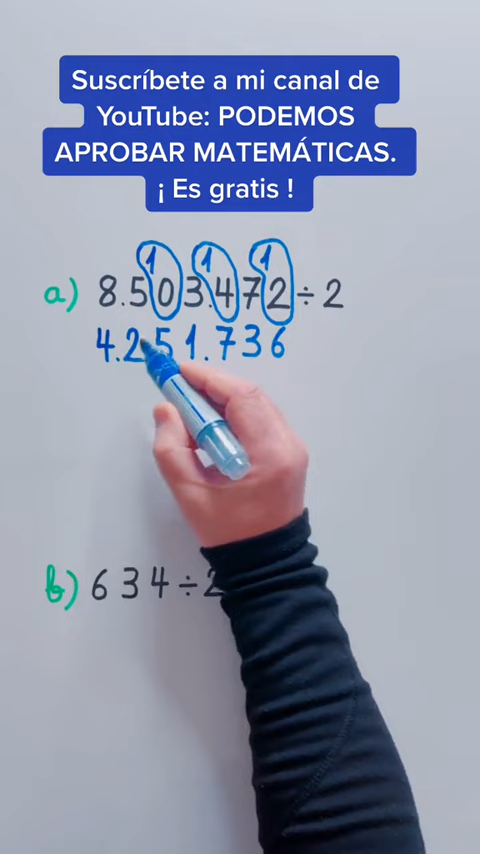 Suscríbete a mi canal de
YouTube: PODEMOS
APROBAR MATEMÁTICAS.
¡ Es gratis !
1 1 1
a) 8.503.472÷2
4.251.736
b) 634÷2